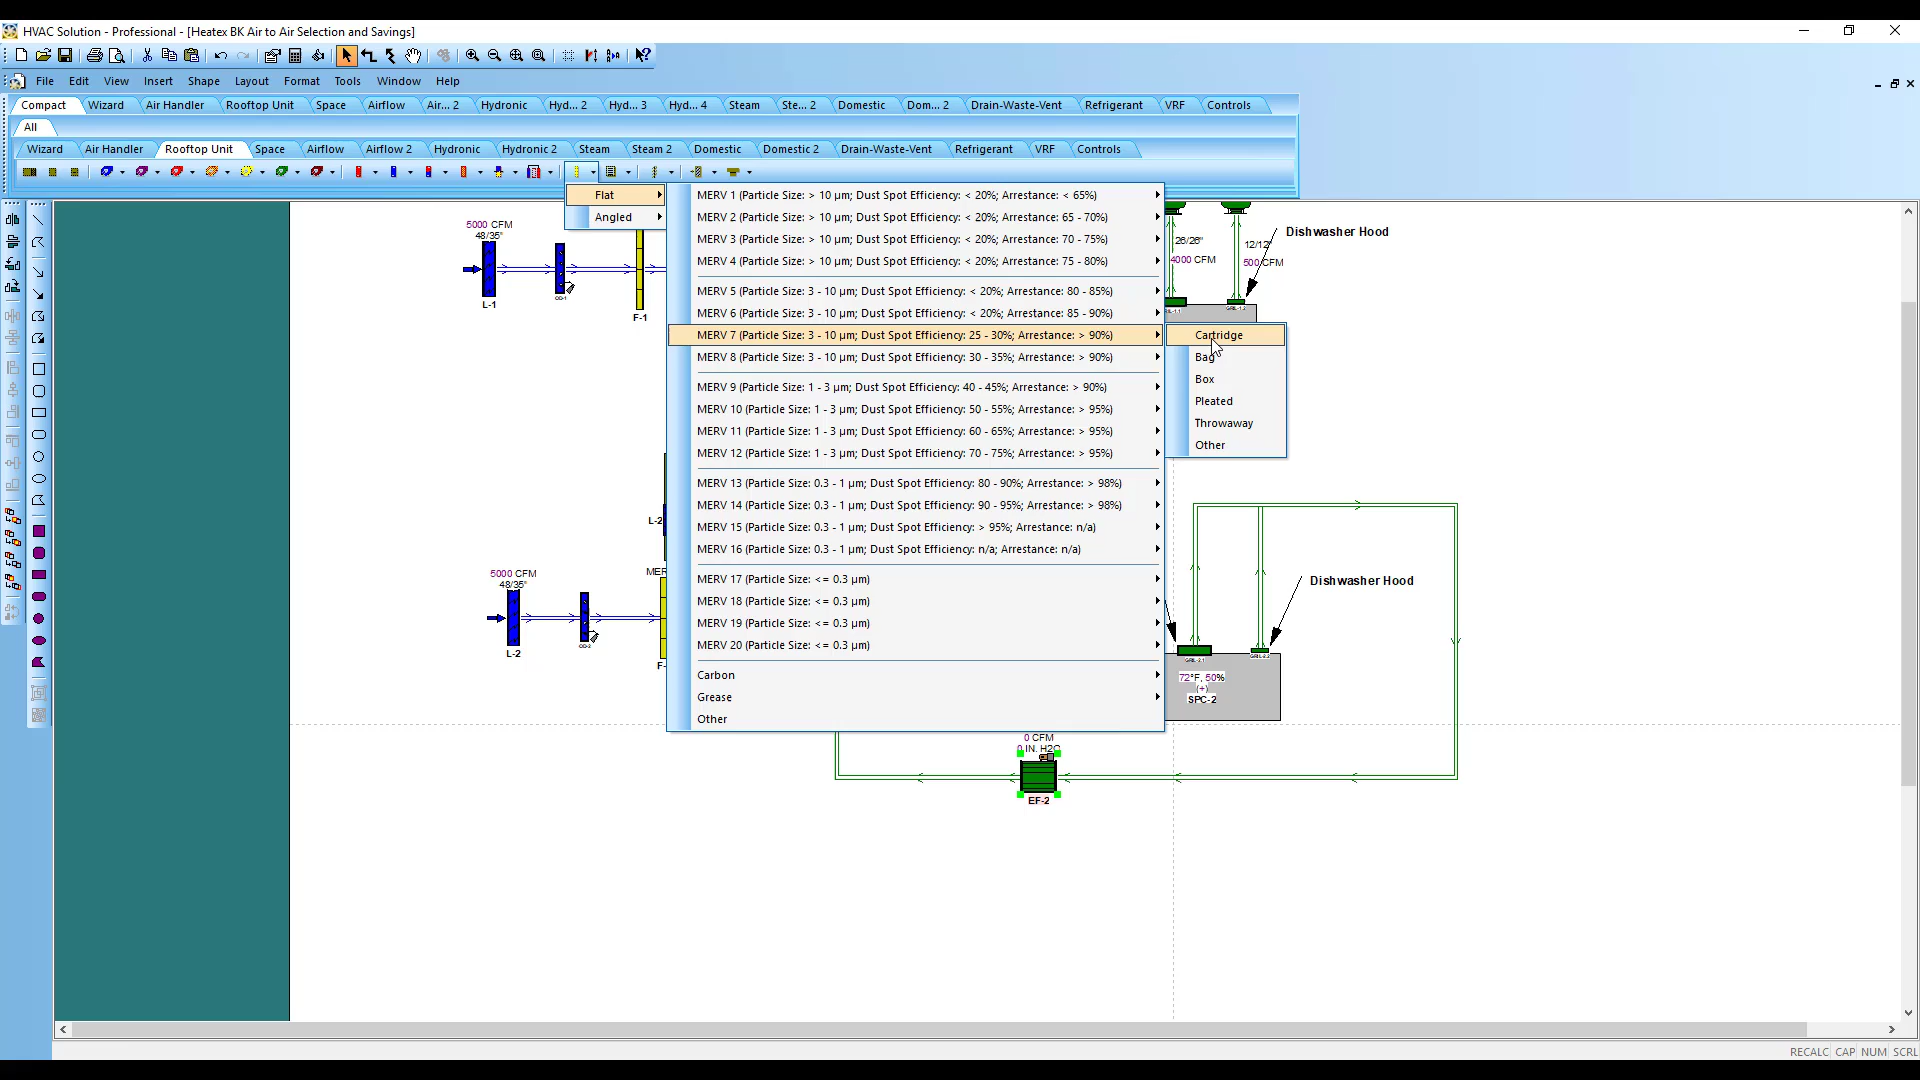 HVAC Solution - Professional - [Heatex BK Air to Air Selection and Savings]
File Edit View Insert Shape Layout Format Tools Window Help
Compact Wizard Air Handler Rooftop Unit Space Airflow Air... 2 Hydronic Hyd... 2 Hyd... 3 Hyd... 4 Steam Ste... 2 Domestic Dom... 2 Drain-Waste-Vent Refrigerant VRF Controls
All
Wizard Air Handler Rooftop Unit Space Airflow Airflow 2 Hydronic Hydronic 2 Steam Steam 2 Domestic Domestic 2 Drain-Waste-Vent Refrigerant VRF Controls
Flat
Angled
MERV 1 (Particle Size: > 10 µm; Dust Spot Efficiency: < 20%; Arrestance: < 65%)
MERV 2 (Particle Size: > 10 µm; Dust Spot Efficiency: < 20%; Arrestance: 65 - 70%)
MERV 3 (Particle Size: > 10 µm; Dust Spot Efficiency: < 20%; Arrestance: 70 - 75%)
MERV 4 (Particle Size: > 10 µm; Dust Spot Efficiency: < 20%; Arrestance: 75 - 80%)
MERV 5 (Particle Size: 3 - 10 µm; Dust Spot Efficiency: < 20%; Arrestance: 80 - 85%)
MERV 6 (Particle Size: 3 - 10 µm; Dust Spot Efficiency: < 20%; Arrestance: 85 - 90%)
MERV 7 (Particle Size: 3 - 10 µm; Dust Spot Efficiency: 25 - 30%; Arrestance: > 90%)
MERV 8 (Particle Size: 3 - 10 µm; Dust Spot Efficiency: 30 - 35%; Arrestance: > 90%)
MERV 9 (Particle Size: 1 - 3 µm; Dust Spot Efficiency: 40 - 45%; Arrestance: > 90%)
MERV 10 (Particle Size: 1 - 3 µm; Dust Spot Efficiency: 50 - 55%; Arrestance: > 95%)
MERV 11 (Particle Size: 1 - 3 µm; Dust Spot Efficiency: 60 - 65%; Arrestance: > 95%)
MERV 12 (Particle Size: 1 - 3 µm; Dust Spot Efficiency: 70 - 75%; Arrestance: > 95%)
MERV 13 (Particle Size: 0.3 - 1 µm; Dust Spot Efficiency: 80 - 90%; Arrestance: > 98%)
MERV 14 (Particle Size: 0.3 - 1 µm; Dust Spot Efficiency: 90 - 95%; Arrestance: > 98%)
MERV 15 (Particle Size: 0.3 - 1 µm; Dust Spot Efficiency: > 95%; Arrestance: n/a)
MERV 16 (Particle Size: 0.3 - 1 µm; Dust Spot Efficiency: n/a; Arrestance: n/a)
MERV 17 (Particle Size: <= 0.3 µm)
MERV 18 (Particle Size: <= 0.3 µm)
MERV 19 (Particle Size: <= 0.3 µm)
MERV 20 (Particle Size: <= 0.3 µm)
Carbon
Grease
Other
Cartridge
Bag
Box
Pleated
Throwaway
Other
5000 CFM
48/35"
L-1
OD-1
F-1
26/26"
4000 CFM
12/12"
500 CFM
Dishwasher Hood
GRIL-1.2
L-2
5000 CFM
48/35"
MER
L-2
OD-2
F-
Dishwasher Hood
GRIL-2.1
GRIL-2.2
72°F, 50%
(+)
SPC-2
0 CFM
0 IN. H2O
EF-2
RECALC CAP NUM SCRL